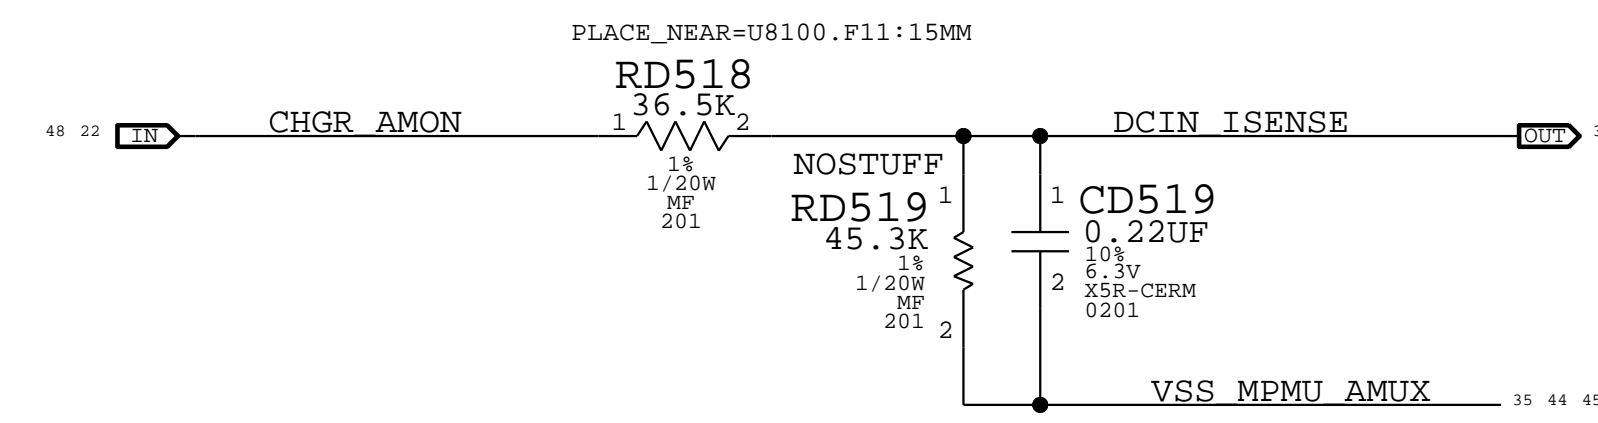 PLACE_NEAR=U8100.F11:15MM
RD518
36.5K
1 2
48 22 IN CHGR_AMON
DCIN_ISENSE OUT
1%
1/20W
MF
201
NOSTUFF
RD519
45.3K
1%
1/20W
MF
201
1
2
1
2
CD519
0.22UF
10%
6.3V
X5R-CERM
0201
VSS_MPMU_AMUX 35 44 45